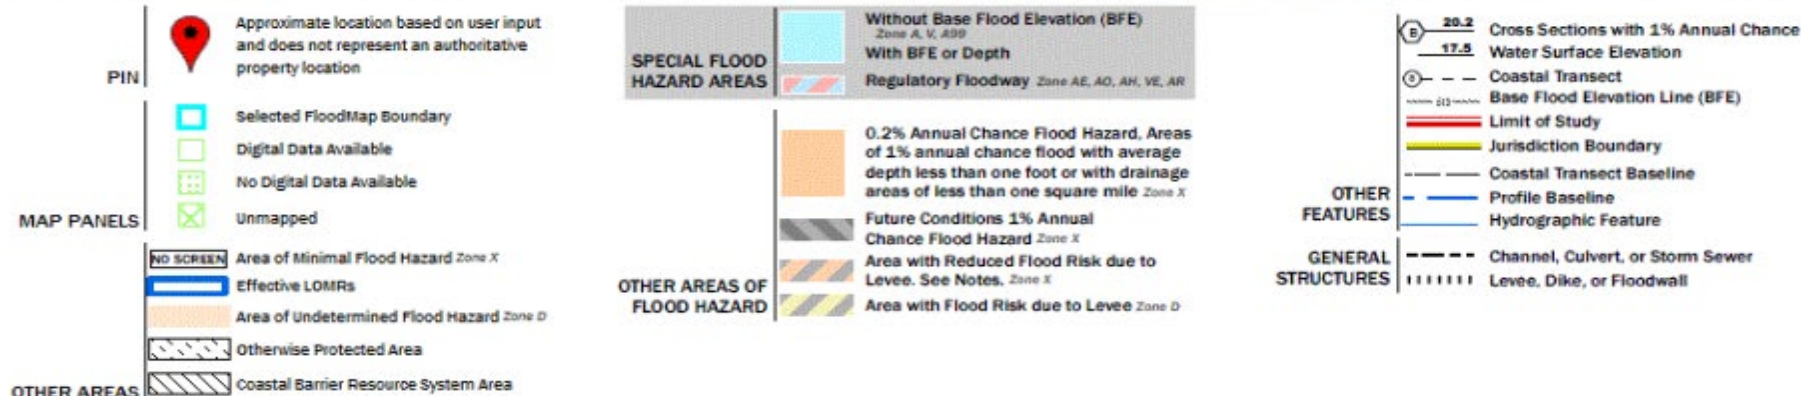 PIN
Approximate location based on user input
and does not represent an authoritative
property location
MAP PANELS
Selected FloodMap Boundary
Digital Data Available
No Digital Data Available
Unmapped
OTHER AREAS
NO SCREEN Area of Minimal Flood Hazard Zone X
Effective LOMRs
Area of Undetermined Flood Hazard Zone D
Otherwise Protected Area
Coastal Barrier Resource System Area
SPECIAL FLOOD
HAZARD AREAS
Without Base Flood Elevation (BFE)
Zone A, V, A99
With BFE or Depth
Regulatory Floodway Zone AE, AO, AH, VE, AR
OTHER AREAS OF
FLOOD HAZARD
0.2% Annual Chance Flood Hazard, Areas
of 1% annual chance flood with average
depth less than one foot or with drainage
areas of less than one square mile Zone X
Future Conditions 1% Annual
Chance Flood Hazard Zone X
Area with Reduced Flood Risk due to
Levee. See Notes. Zone X
Area with Flood Risk due to Levee Zone D
OTHER
FEATURES
B 20.2 Cross Sections with 1% Annual Chance
17.5 Water Surface Elevation
8 Coastal Transect
513 Base Flood Elevation Line (BFE)
Limit of Study
Jurisdiction Boundary
Coastal Transect Baseline
Profile Baseline
Hydrographic Feature
GENERAL
STRUCTURES
Channel, Culvert, or Storm Sewer
Levee, Dike, or Floodwall